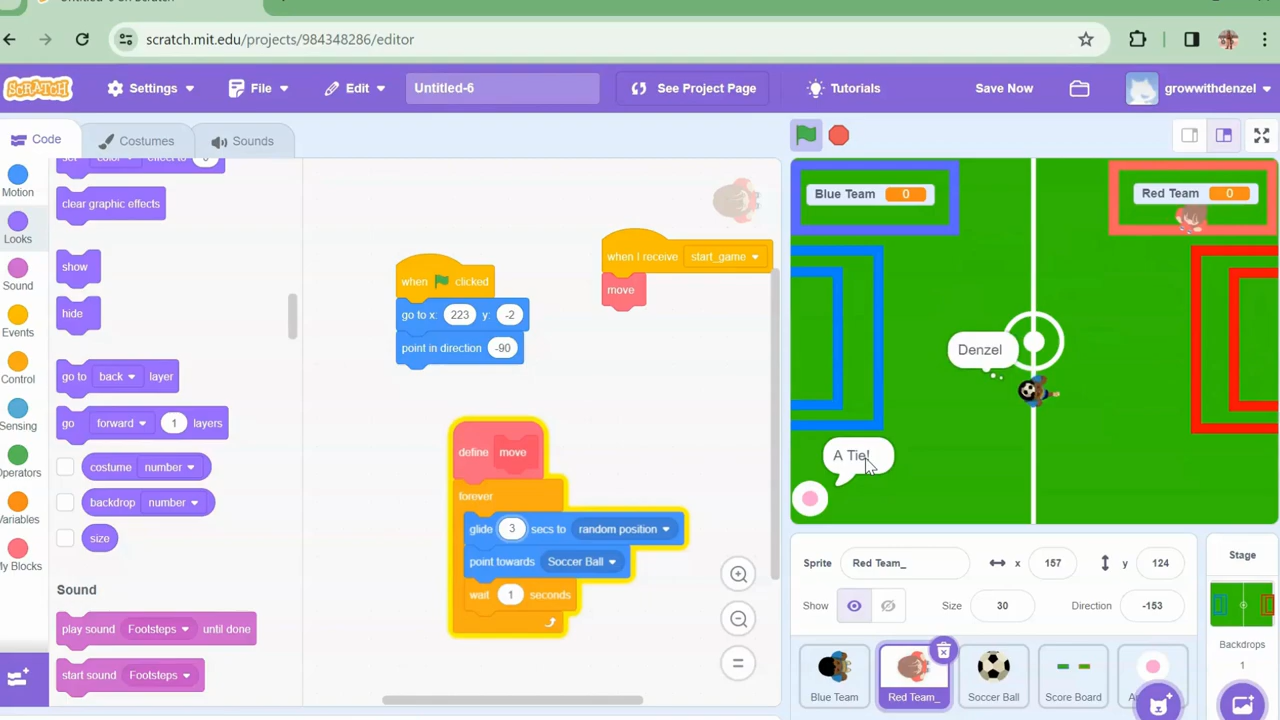 scratch.mit.edu/projects/984348286/editor
SCRATCH
Settings
File
Edit
Untitled-6
See Project Page
Tutorials
Save Now
growwithdenzel
Code
Costumes
Sounds
Motion
Looks
Sound
Events
Control
Sensing
Operators
Variables
My Blocks
clear graphic effects
show
hide
go to back layer
go forward 1 layers
costume number
backdrop number
size
Sound
play sound Footsteps until done
start sound Footsteps
when clicked
go to x: 223 y: -2
point in direction -90
when I receive start_game
move
define move
forever
glide 3 secs to random position
point towards Soccer Ball
wait 1 seconds
Blue Team 0
Red Team 0
Denzel
A Tie!
Sprite Red Team_ x 157 y 124
Show Size 30 Direction -153
Blue Team
Red Team_
Soccer Ball
Score Board
Stage
Backdrops
1